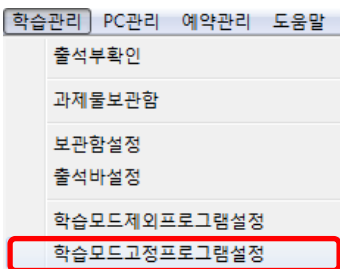 학습관리 PC관리 예약관리 도움말
출석부확인
과제물보관함
보관함설정
출석바설정
학습모드제외프로그램설정
학습모드고정프로그램설정